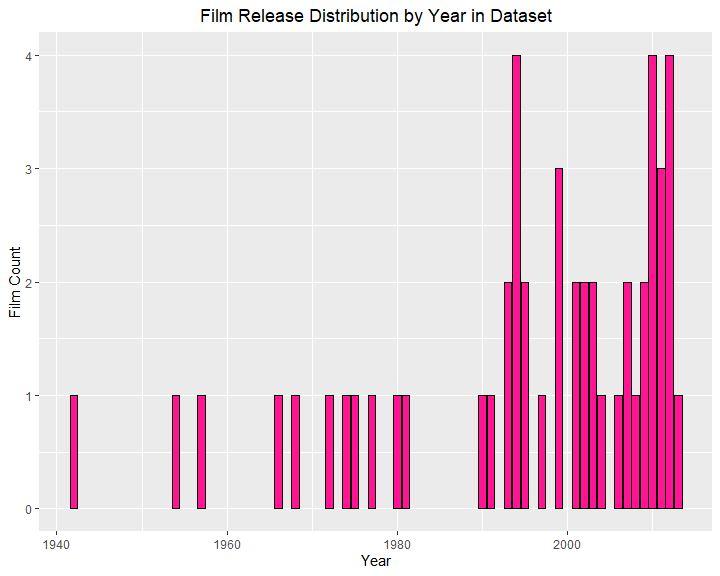 Film Release Distribution by Year in Dataset
Film Count
4
3
2
1
0
1940 1960 1980 2000
Year